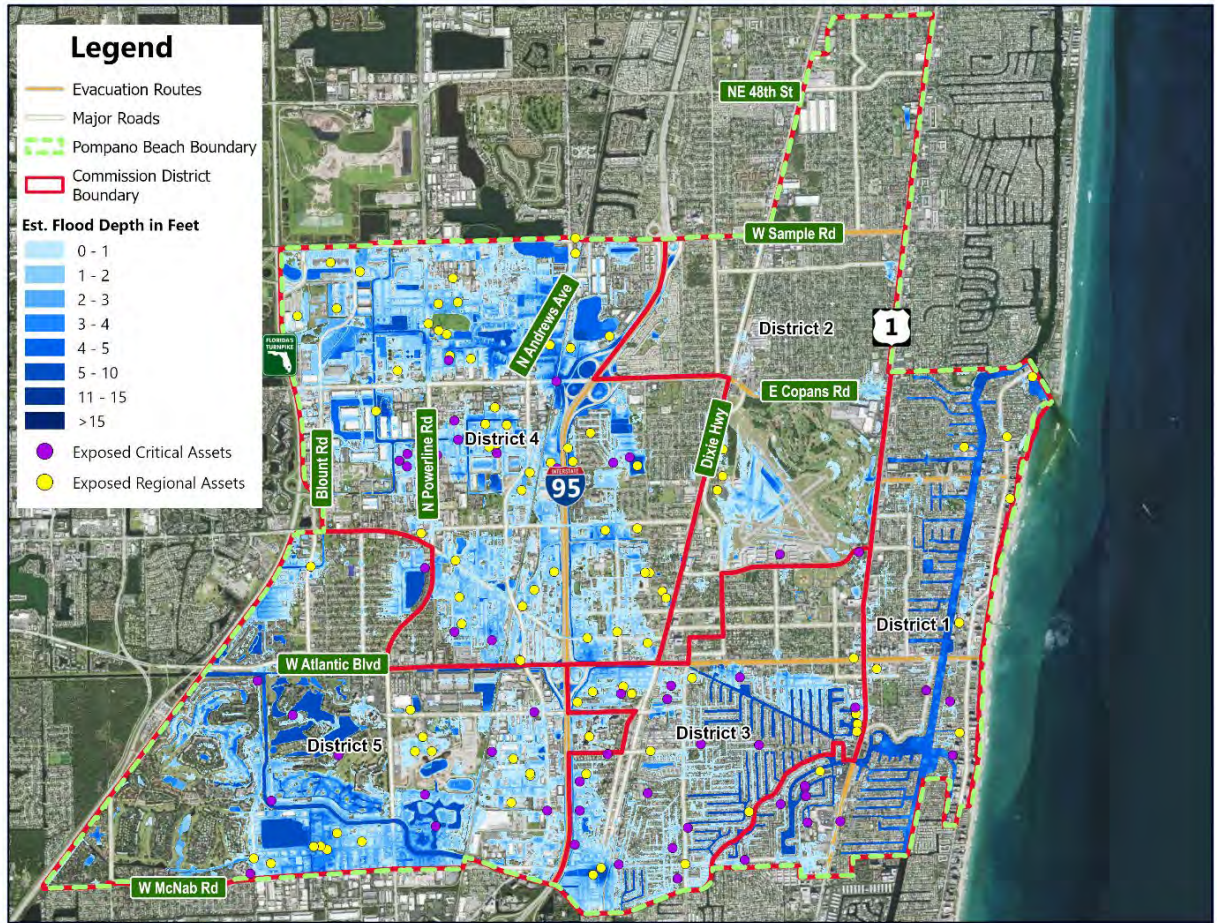 Legend
Evacuation Routes
Major Roads
Pompano Beach Boundary
Commission District
Boundary
Est. Flood Depth in Feet
0 - 1
1 - 2
2 - 3
3 - 4
4 - 5
5 - 10
11 - 15
>15
Exposed Critical Assets
Exposed Regional Assets
NE 48th St
W Sample Rd
N Andrews Ave
1
District 2
FLORIDA'S
TURNPIKE
E Copans Rd
Blount Rd
N Powerline Rd
District 4
Dixie Hwy
INTERSTATE
95
District 1
W Atlantic Blvd
District 5
District 3
W McNab Rd